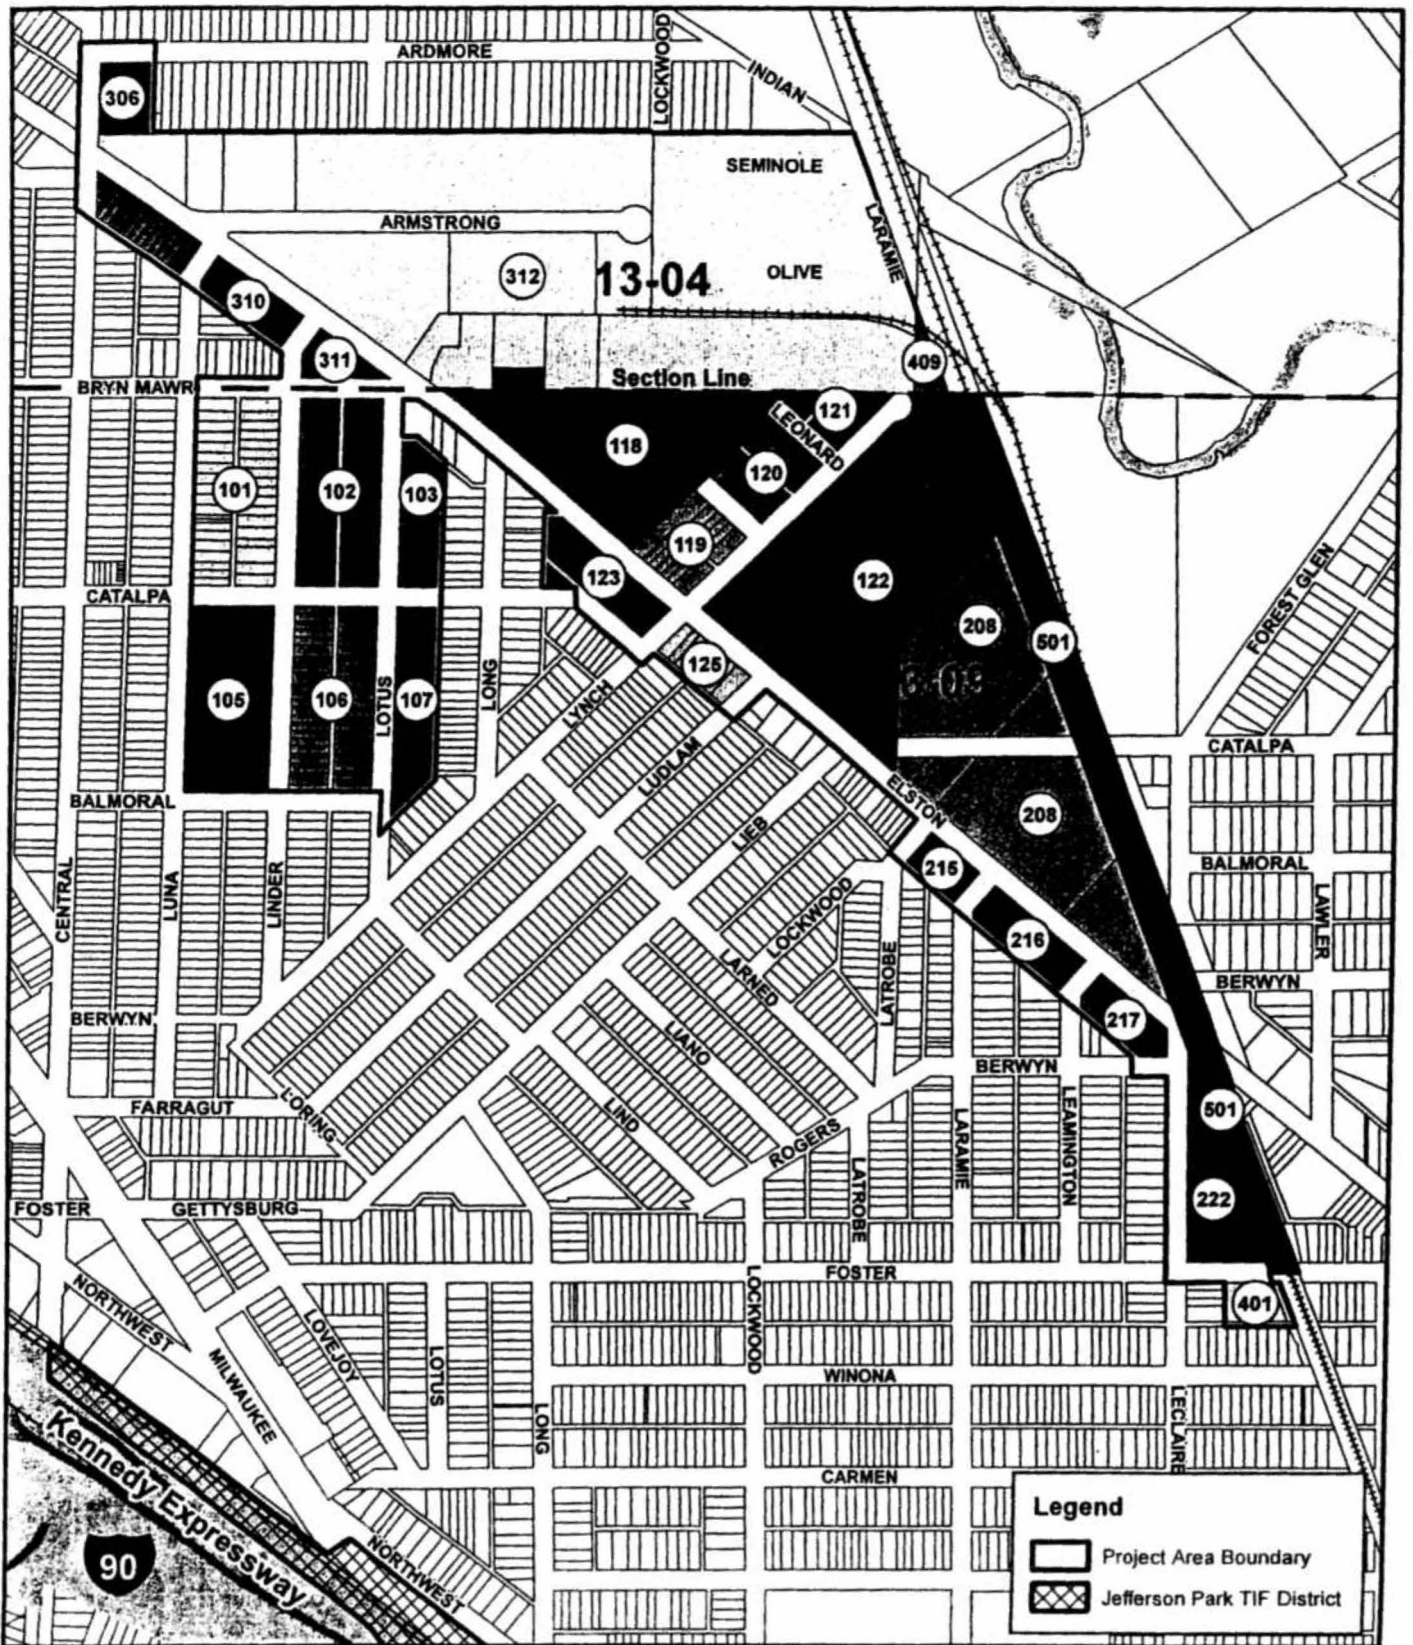 ARDMORE
LOCKWOOD
INDIAN
306
SEMINOLE
ARMSTRONG
LARAMIE
312
13-04
OLIVE
310
311
409
BRYN MAWR
Section Line
121
LEONARD
118
120
101
102
103
119
123
122
CATALPA
208
501
FOREST GLEN
125
105
106
LOTUS
107
LONG
LYNCH
LUDLAM
CATALPA
ELSTON
BALMORAL
LIEB
208
215
BALMORAL
CENTRAL
LUNA
LINDER
LOCKWOOD
LAWLER
216
LARNED
LATROBE
BERWYN
BERWYN
217
LIANO
BERWYN
FARRAGUT
LORING
LIND
ROGERS
LARAMIE
LEAMINGTON
501
LATROBE
222
FOSTER
GETTYSBURG
FOSTER
NORTHWEST
LOVEJOY
LOCKWOOD
401
MILWAUKEE
LOTUS
WINONA
LONG
LECLAIRE
CARMEN
Kennedy Expressway
90
NORTHWEST
Legend
Project Area Boundary
Jefferson Park TIF District